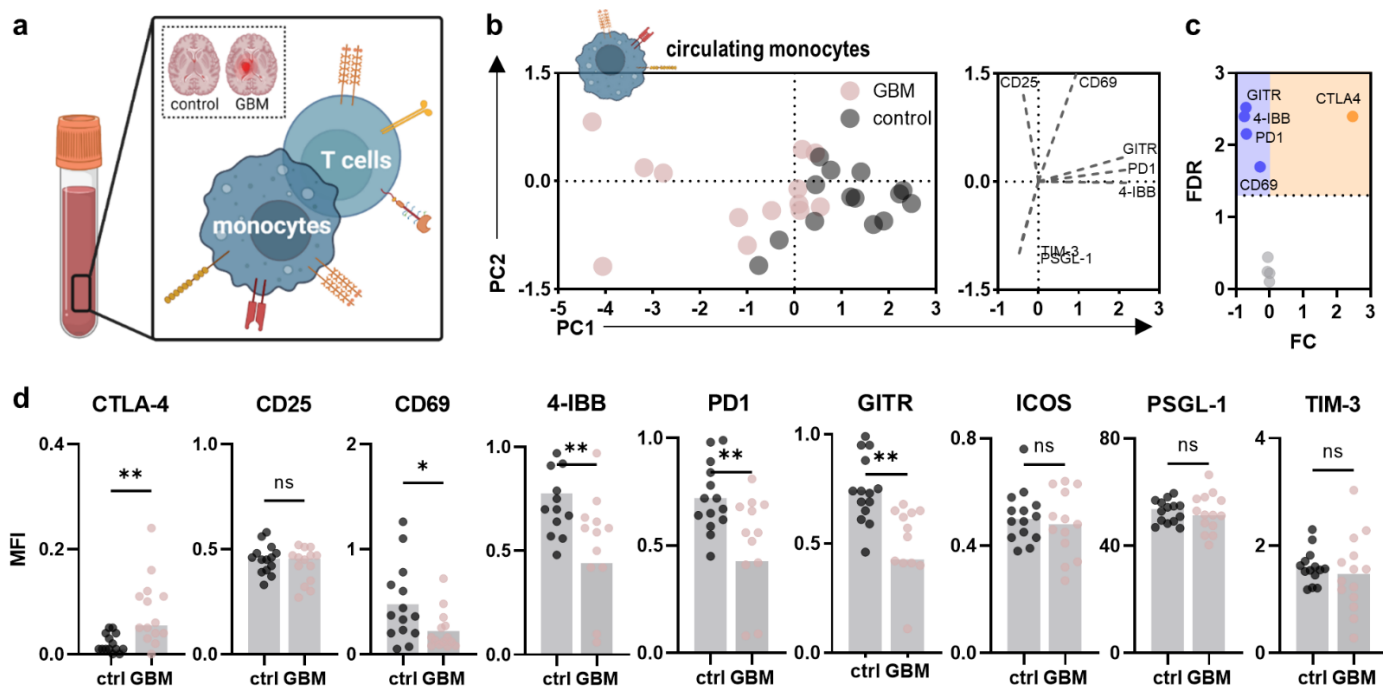 a
control
GBM
T cells
monocytes
b
circulating monocytes
PC2
1.5
0.0
-1.5
GBM
control
-5
-4
-3
-2
-1
0
1
2
3
PC1
1.5
0.0
-1.5
CD25
CD69
GITR
PD1
4-IBB
TIM-3
PSGL-1
-1
0
1
2
3
c
FDR
3
2
1
0
GITR
4-IBB
PD1
CD69
CTLA4
-1
0
1
2
3
FC
d
MFI
CTLA-4
0.4
0.2
0.0
**
ctrl GBM
CD25
1.0
0.5
0.0
ns
ctrl GBM
CD69
2
1
0
*
ctrl GBM
4-IBB
1.0
0.5
0.0
**
ctrl GBM
PD1
1.0
0.5
0.0
**
ctrl GBM
GITR
1.0
0.5
0.0
**
ctrl GBM
ICOS
0.8
0.4
0.0
ns
ctrl GBM
PSGL-1
80
40
0
ns
ctrl GBM
TIM-3
4
2
0
ns
ctrl GBM